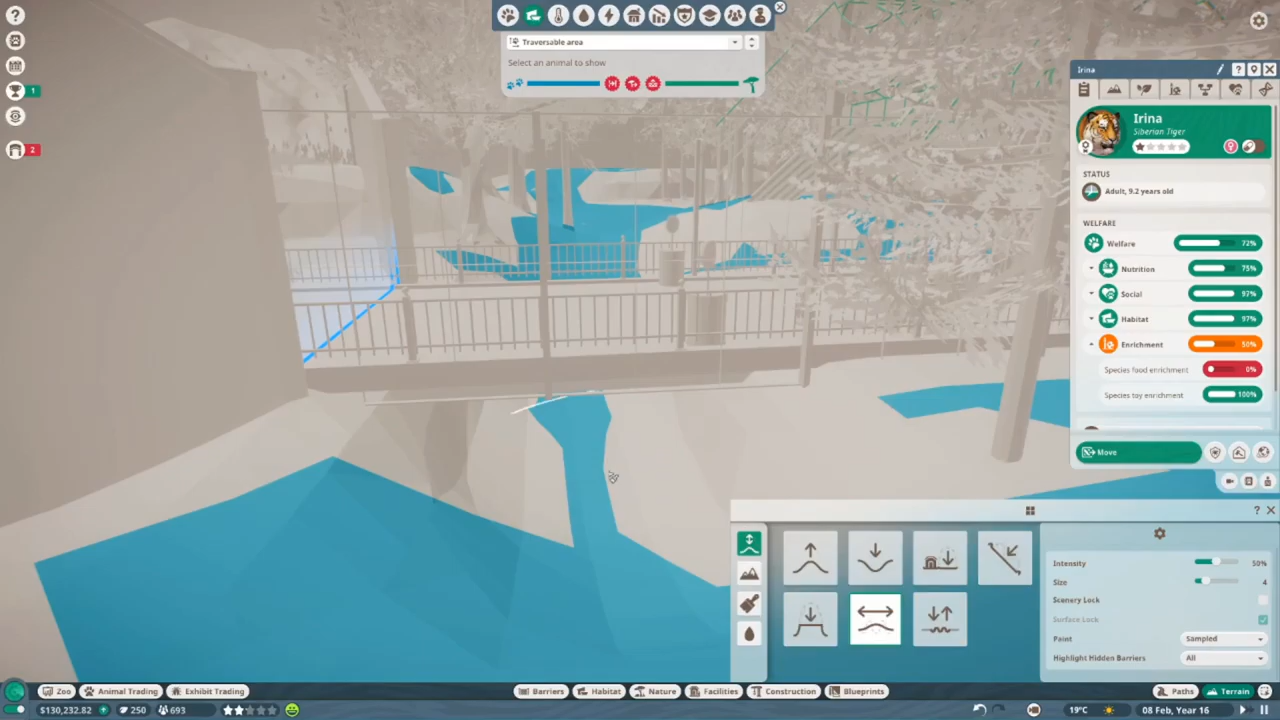 Traversable area
Select an animal to show
1
2
Irina
Irina
Siberian Tiger
STATUS
Adult, 9.2 years old
WELFARE
Welfare 72%
Nutrition 75%
Social 97%
Habitat 97%
Enrichment 50%
Species food enrichment 0%
Species toy enrichment 100%
Move
Intensity 50%
Size 4
Scenery Lock
Surface Lock
Paint Sampled
Highlight Hidden Barriers All
Zoo Animal Trading Exhibit Trading Barriers Habitat Nature Facilities Construction Blueprints Paths Terrain
$130,232.82 250 693 19°C 08 Feb, Year 16